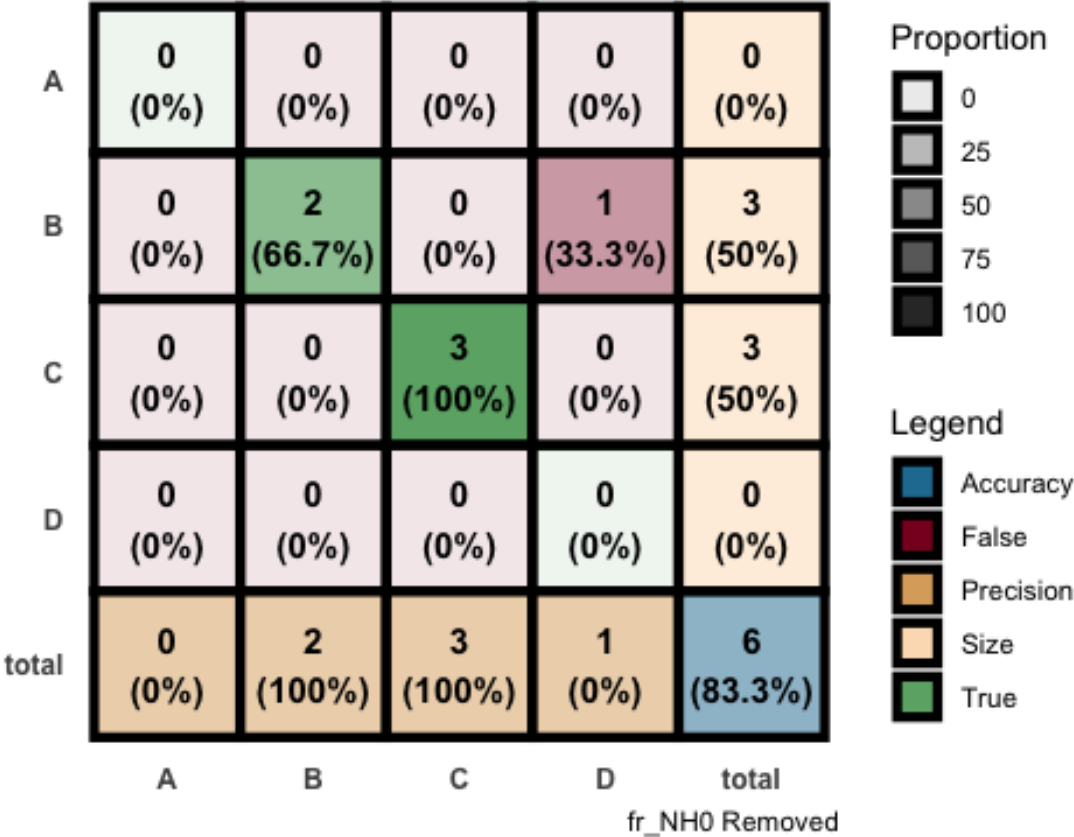 A
0 0 0 0 0
(0%) (0%) (0%) (0%) (0%)
B
0 2 0 1 3
(0%) (66.7%) (0%) (33.3%) (50%)
C
0 0 3 0 3
(0%) (0%) (100%) (0%) (50%)
D
0 0 0 0 0
(0%) (0%) (0%) (0%) (0%)
total
0 2 3 1 6
(0%) (100%) (100%) (0%) (83.3%)
A B C D total
fr_NH0 Removed
Proportion
0
25
50
75
100
Legend
Accuracy
False
Precision
Size
True